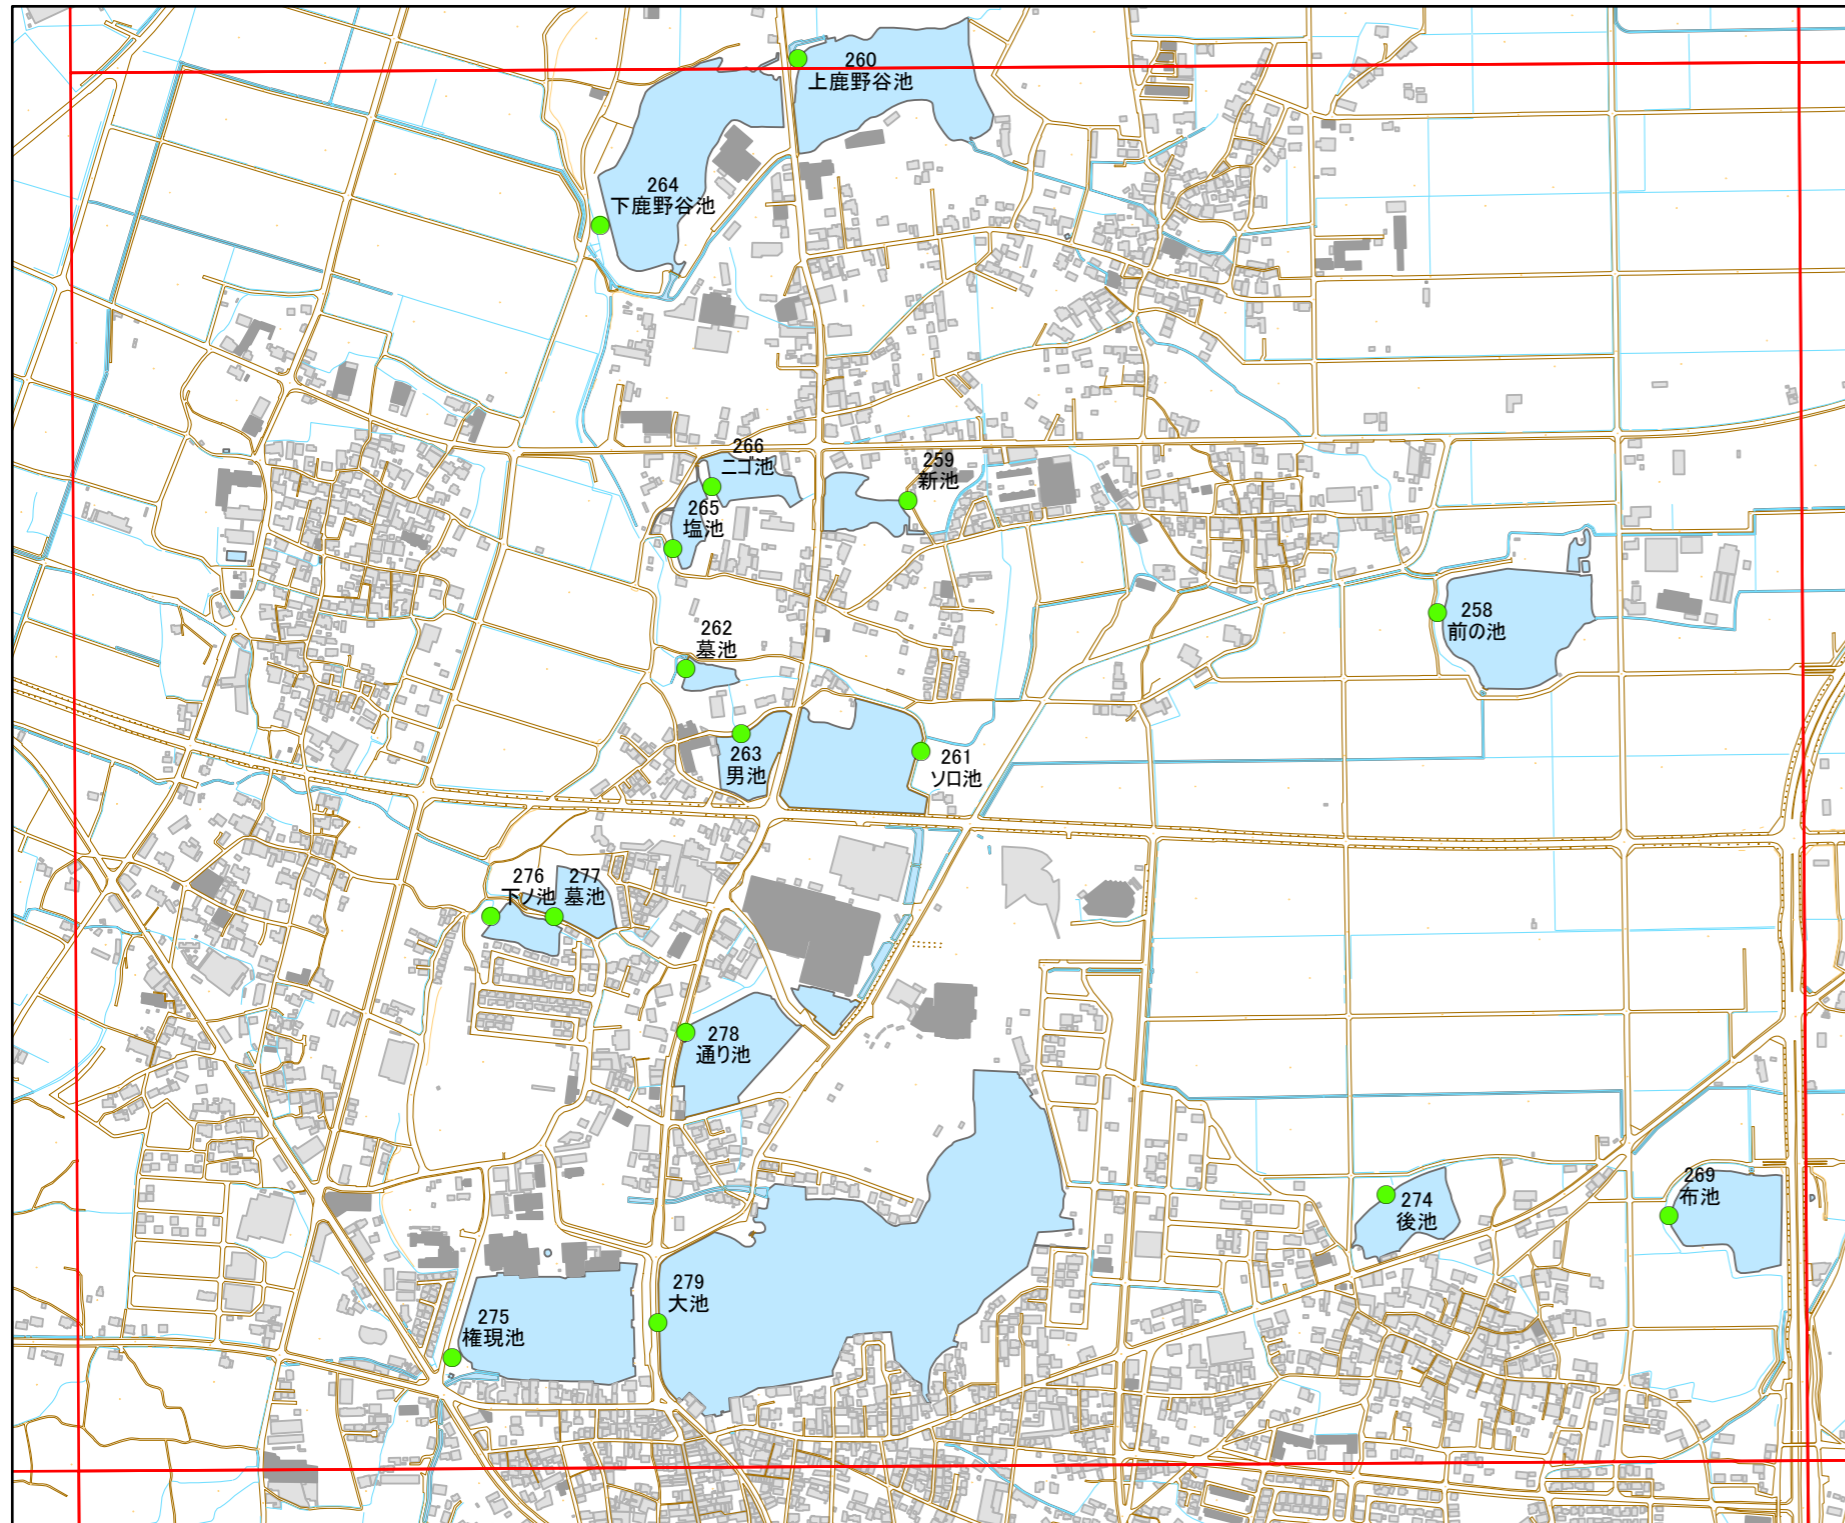 260
上鹿野谷池
264
下鹿野谷池
266
ニゴ池
259
新池
265
塩池
258
前の池
262
墓池
263
男池
261
ソロ池
276
下ノ池
277
墓池
278
通り池
269
布池
274
後池
279
大池
275
権現池